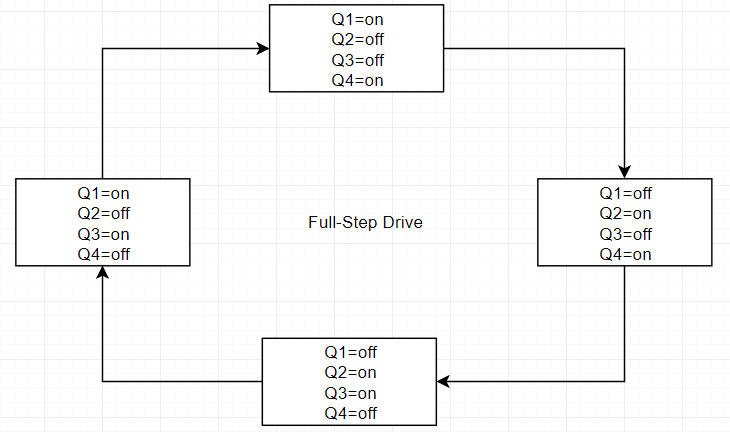 Q1=on
Q2=off
Q3=off
Q4=on
Q1=on
Q2=off
Q3=on
Q4=off
Full-Step Drive
Q1=off
Q2=on
Q3=off
Q4=on
Q1=off
Q2=on
Q3=on
Q4=off